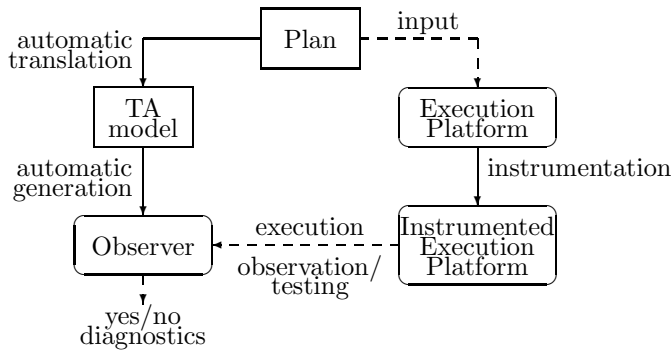 input
Plan
automatic
translation
TA
model
Execution
Platform
automatic
generation
instrumentation
Observer
execution
observation/
testing
Instrumented
Execution
Platform
yes/no
diagnostics